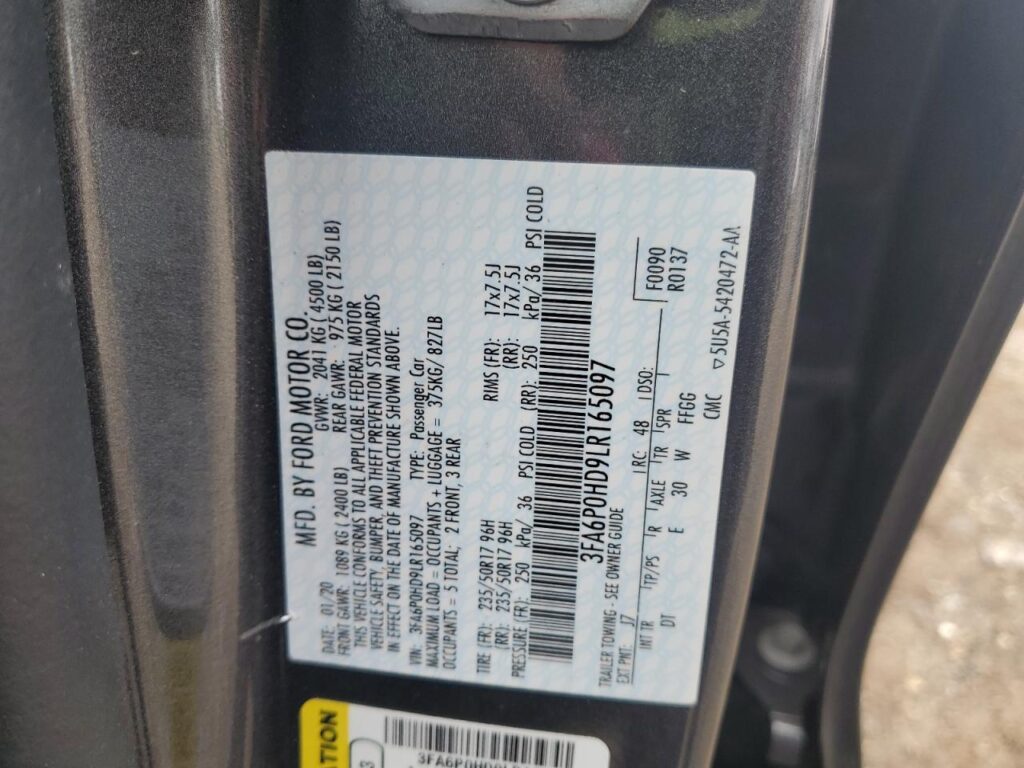 MFD. BY FORD MOTOR CO.
DATE: 01/20 GVWR: 2041 KG ( 4500 LB)
FRONT GAWR: 1089 KG ( 2400 LB) REAR GAWR: 975 KG ( 2150 LB)
THIS VEHICLE CONFORMS TO ALL APPLICABLE FEDERAL MOTOR
VEHICLE SAFETY, BUMPER, AND THEFT PREVENTION STANDARDS
IN EFFECT ON THE DATE OF MANUFACTURE SHOWN ABOVE.
VIN: 3FA6P0HD9LR165097 TYPE: Passenger Car
MAXIMUM LOAD = OCCUPANTS + LUGGAGE = 375KG/ 827LB
OCCUPANTS = 5 TOTAL; 2 FRONT, 3 REAR
TIRE (FR): 235/50R17 96H RIMS (FR): 17x7.5J
(RR): 235/50R17 96H (RR): 17x7.5J
PRESSURE (FR): 250 kPa/ 36 PSI COLD (RR): 250 kPa/ 36 PSI COLD
3FA6P0HD9LR165097
TRAILER TOWING - SEE OWNER GUIDE
EXT PNT: J7 RC: 48 DSO: F0090
INT TR TP/PS R AXLE TR SPR R0137
DT E 30 W FFGG
CMC ▽5U5A-5420472-AA
3FA6P0HD9LR